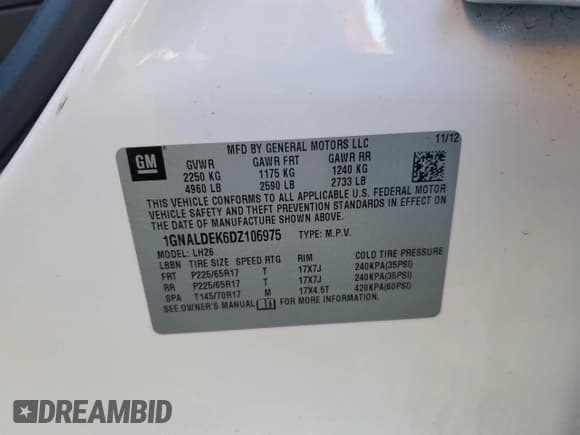 MFD BY GENERAL MOTORS LLC 11/12
GM
GVWR GAWR FRT GAWR RR
2250 KG 1175 KG 1240 KG
4960 LB 2590 LB 2733 LB
THIS VEHICLE CONFORMS TO ALL APPLICABLE U.S. FEDERAL MOTOR
VEHICLE SAFETY AND THEFT PREVENTION STANDARDS IN EFFECT ON
THE DATE OF MANUFACTURE SHOWN ABOVE.
1GNALDEK6DZ106975 TYPE: M.P.V.
MODEL: LH26
LBBN TIRE SIZE SPEED RTG RIM COLD TIRE PRESSURE
FRT P225/65R17 T 17X7J 240KPA(35PSI)
RR P225/65R17 T 17X7J 240KPA(35PSI)
SPA T145/70R17 M 17X4.5T 420KPA(60PSI)
SEE OWNER'S MANUAL FOR MORE INFORMATION.
DREAMBID